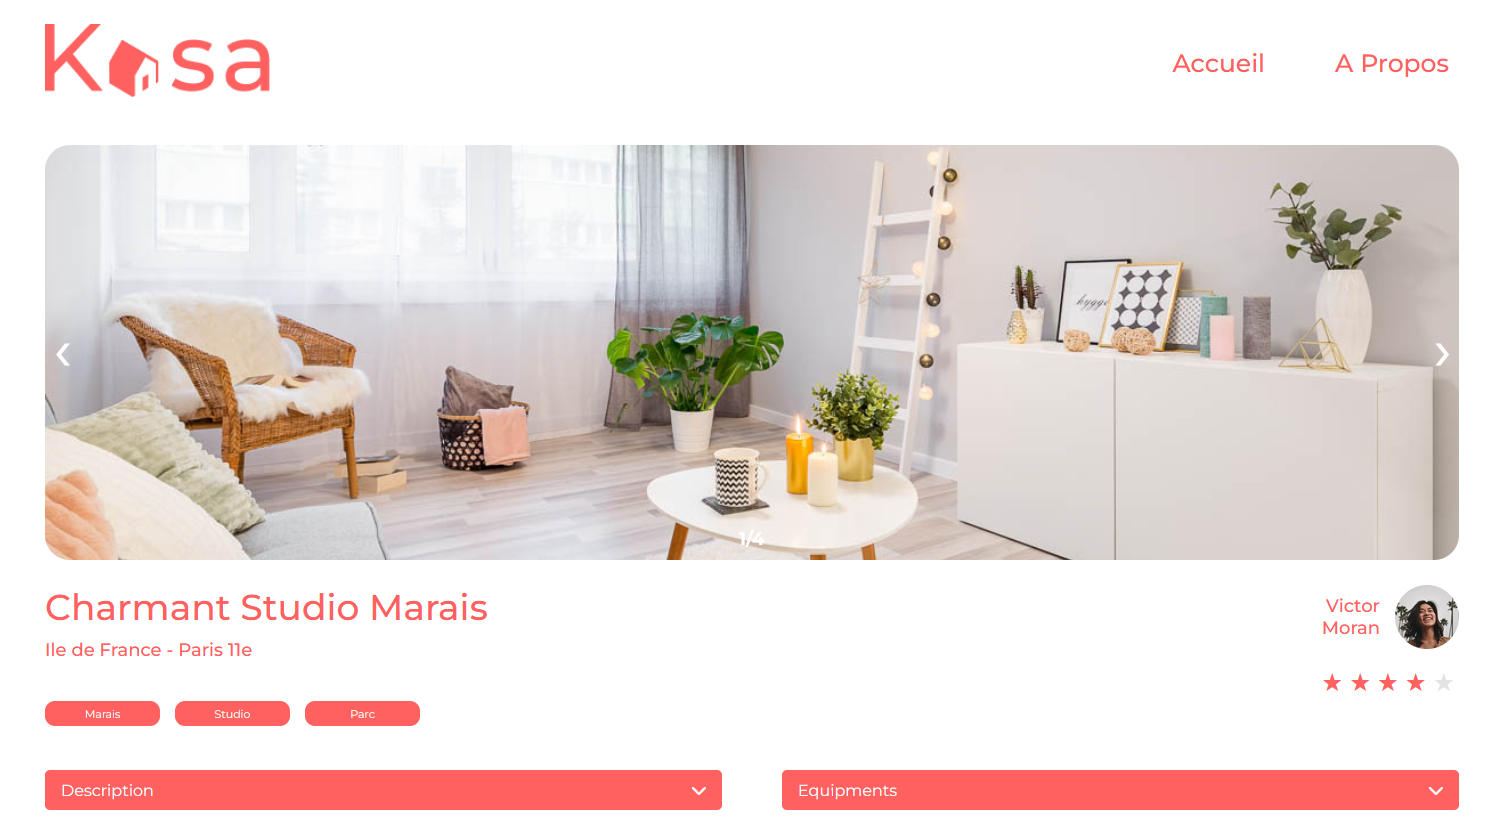 Kasa
Accueil
A Propos
hygge
1/4
Charmant Studio Marais
Ile de France - Paris 11e
Victor
Moran
Marais
Studio
Parc
Description
Equipments